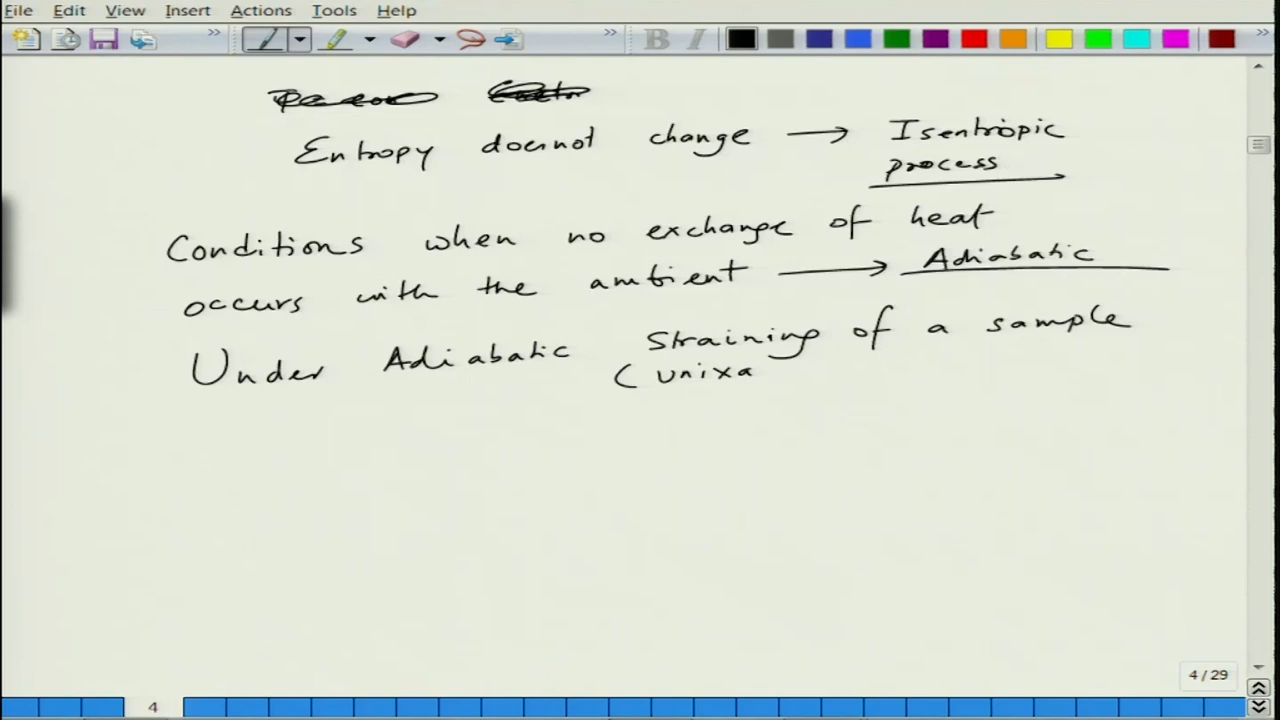 File Edit View Insert Actions Tools Help
Entropy doesnot change → Isentropic
process
Conditions when no exchange of heat
occurs with the ambient → Adiabatic
Under Adiabatic Straining of a sample
( unixa
4 / 29
4